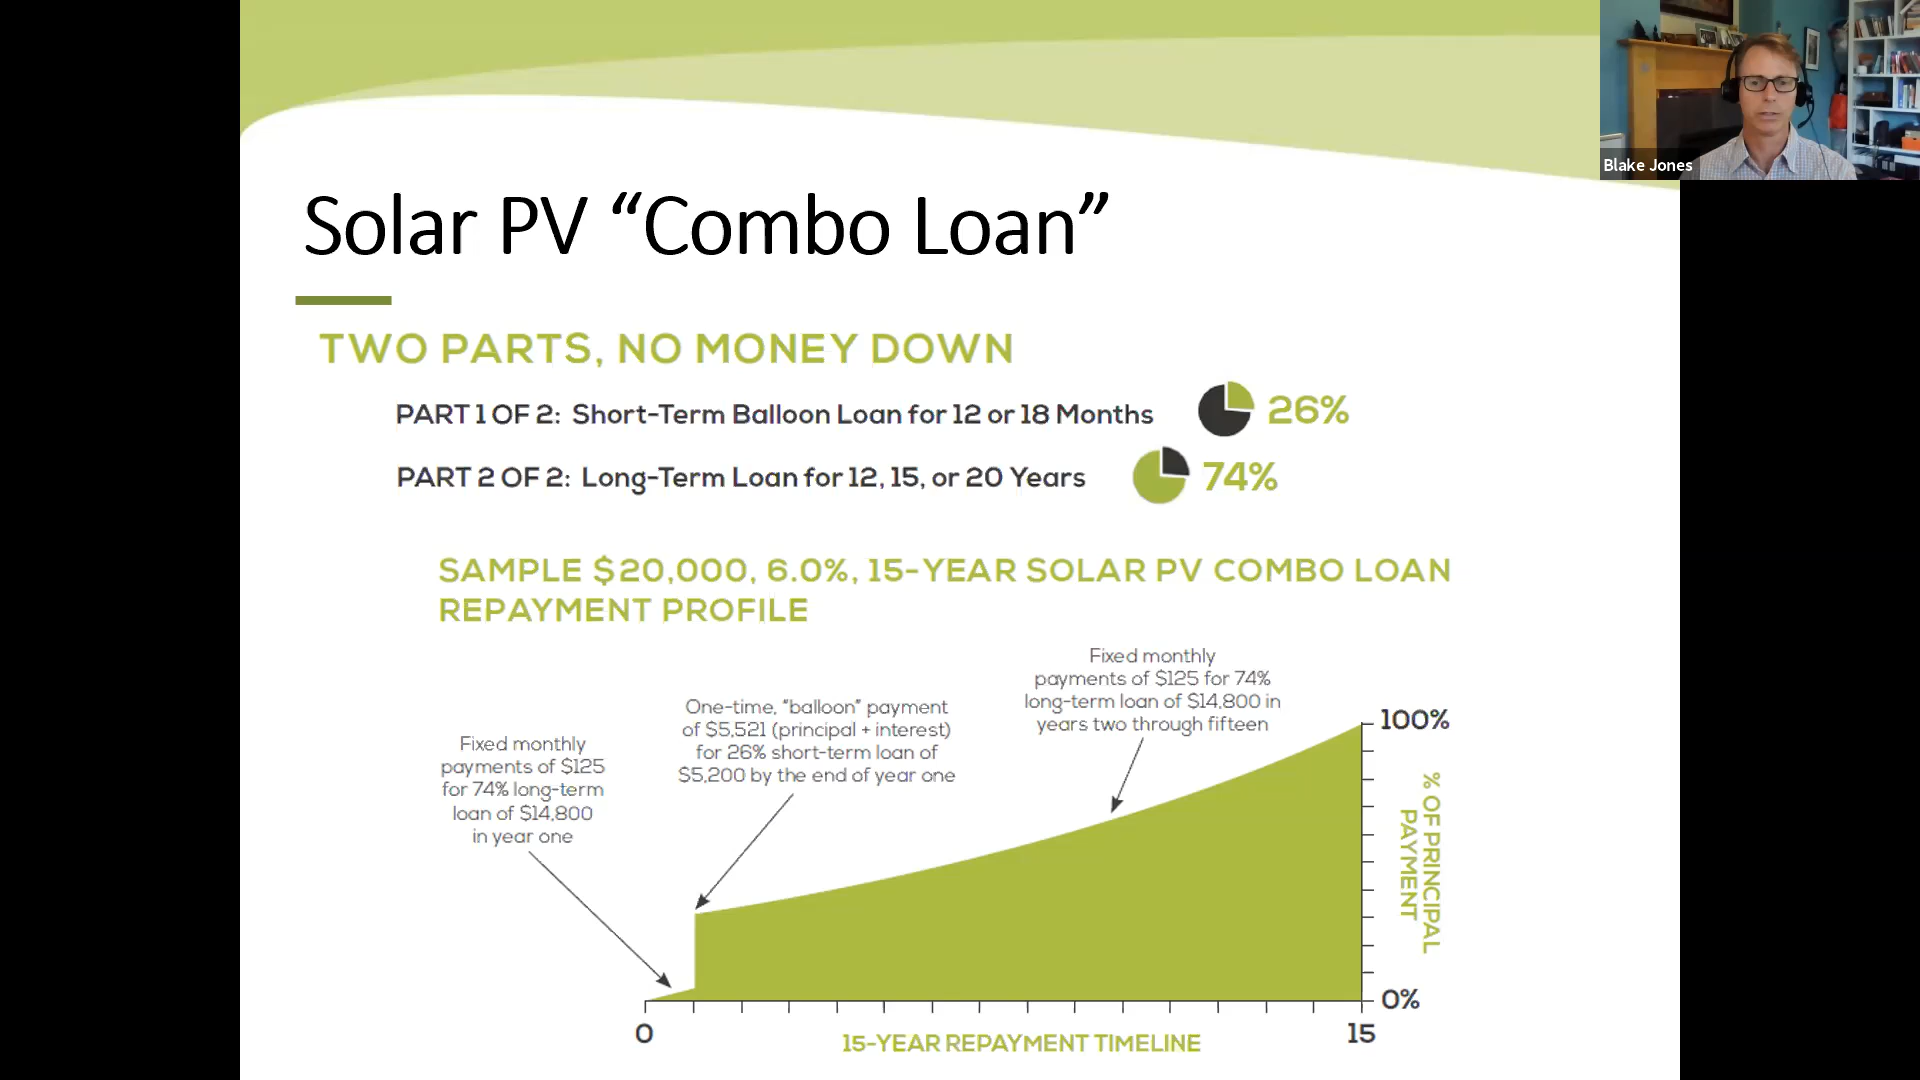 Blake Jones
Solar PV “Combo Loan”
TWO PARTS, NO MONEY DOWN
PART 1 OF 2: Short-Term Balloon Loan for 12 or 18 Months
26%
PART 2 OF 2: Long-Term Loan for 12, 15, or 20 Years
74%
SAMPLE $20,000, 6.0%, 15-YEAR SOLAR PV COMBO LOAN
REPAYMENT PROFILE
Fixed monthly
payments of $125
for 74% long-term
loan of $14,800
in year one
One-time, "balloon" payment
of $5,521 (principal + interest)
for 26% short-term loan of
$5,200 by the end of year one
Fixed monthly
payments of $125 for 74%
long-term loan of $14,800 in
years two through fifteen
100%
% OF PRINCIPAL
PAYMENT
0%
0
15-YEAR REPAYMENT TIMELINE
15